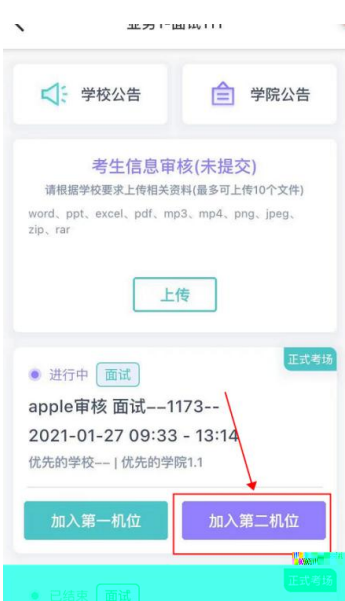 学校公告
学院公告
考生信息审核(未提交)
请根据学校要求上传相关资料(最多可上传10个文件)
word、ppt、excel、pdf、mp3、mp4、png、jpeg、
zip、rar
上传
正式考场
进行中 面试
apple审核 面试––1173--
2021-01-27 09:33 - 13:14
优先的学校–– | 优先的学院1.1
加入第一机位
加入第二机位
正式考场
已结束 面试